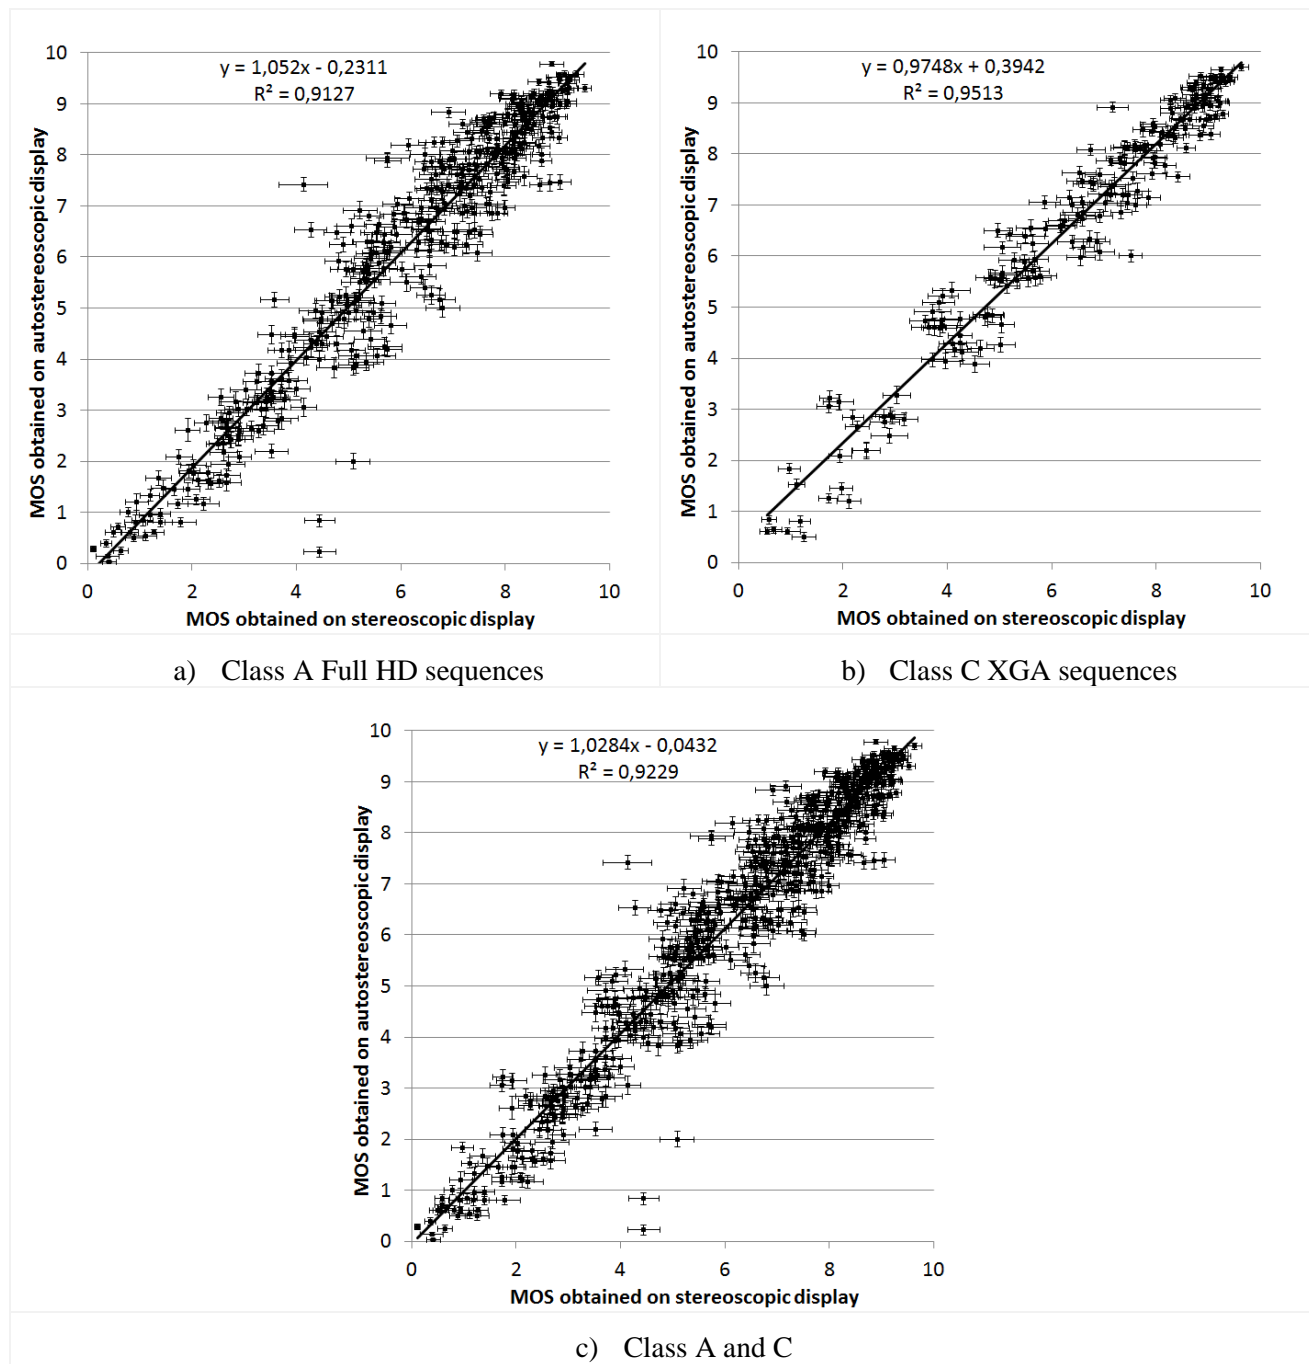 y = 1,052x - 0,2311
R² = 0,9127
10
9
8
7
6
5
4
3
2
1
0
MOS obtained on autostereoscopic display
0 2 4 6 8 10
MOS obtained on stereoscopic display
a) Class A Full HD sequences
y = 0,9748x + 0,3942
R² = 0,9513
10
9
8
7
6
5
4
3
2
1
0
MOS obtained on autostereoscopic display
0 2 4 6 8 10
MOS obtained on stereoscopic display
b) Class C XGA sequences
y = 1,0284x - 0,0432
R² = 0,9229
10
9
8
7
6
5
4
3
2
1
0
MOS obtained on autostereoscopic display
0 2 4 6 8 10
MOS obtained on stereoscopic display
c) Class A and C